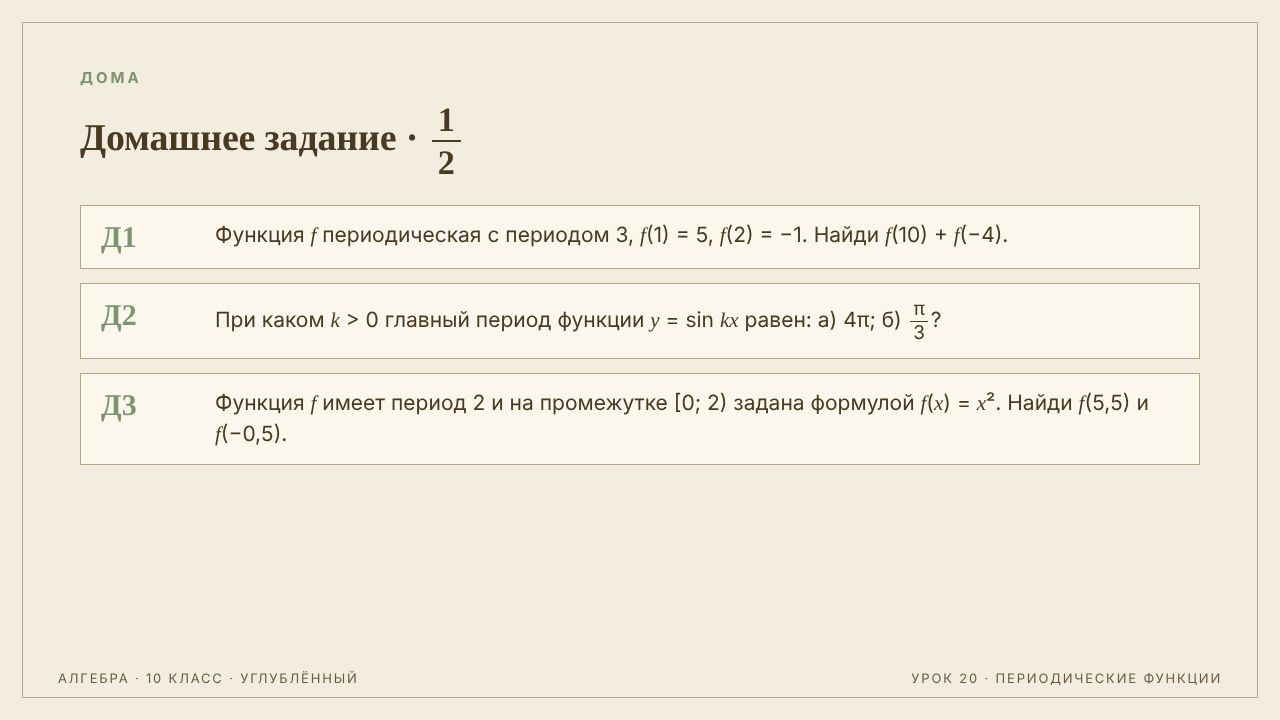 ДОМА
Домашнее задание · 1/2
Д1 Функция f периодическая с периодом 3, f(1) = 5, f(2) = −1. Найди f(10) + f(−4).
Д2 При каком k > 0 главный период функции y = sin kx равен: а) 4π; б) π/3?
Д3 Функция f имеет период 2 и на промежутке [0; 2) задана формулой f(x) = x². Найди f(5,5) и
f(−0,5).
АЛГЕБРА · 10 КЛАСС · УГЛУБЛЁННЫЙ
УРОК 20 · ПЕРИОДИЧЕСКИЕ ФУНКЦИИ